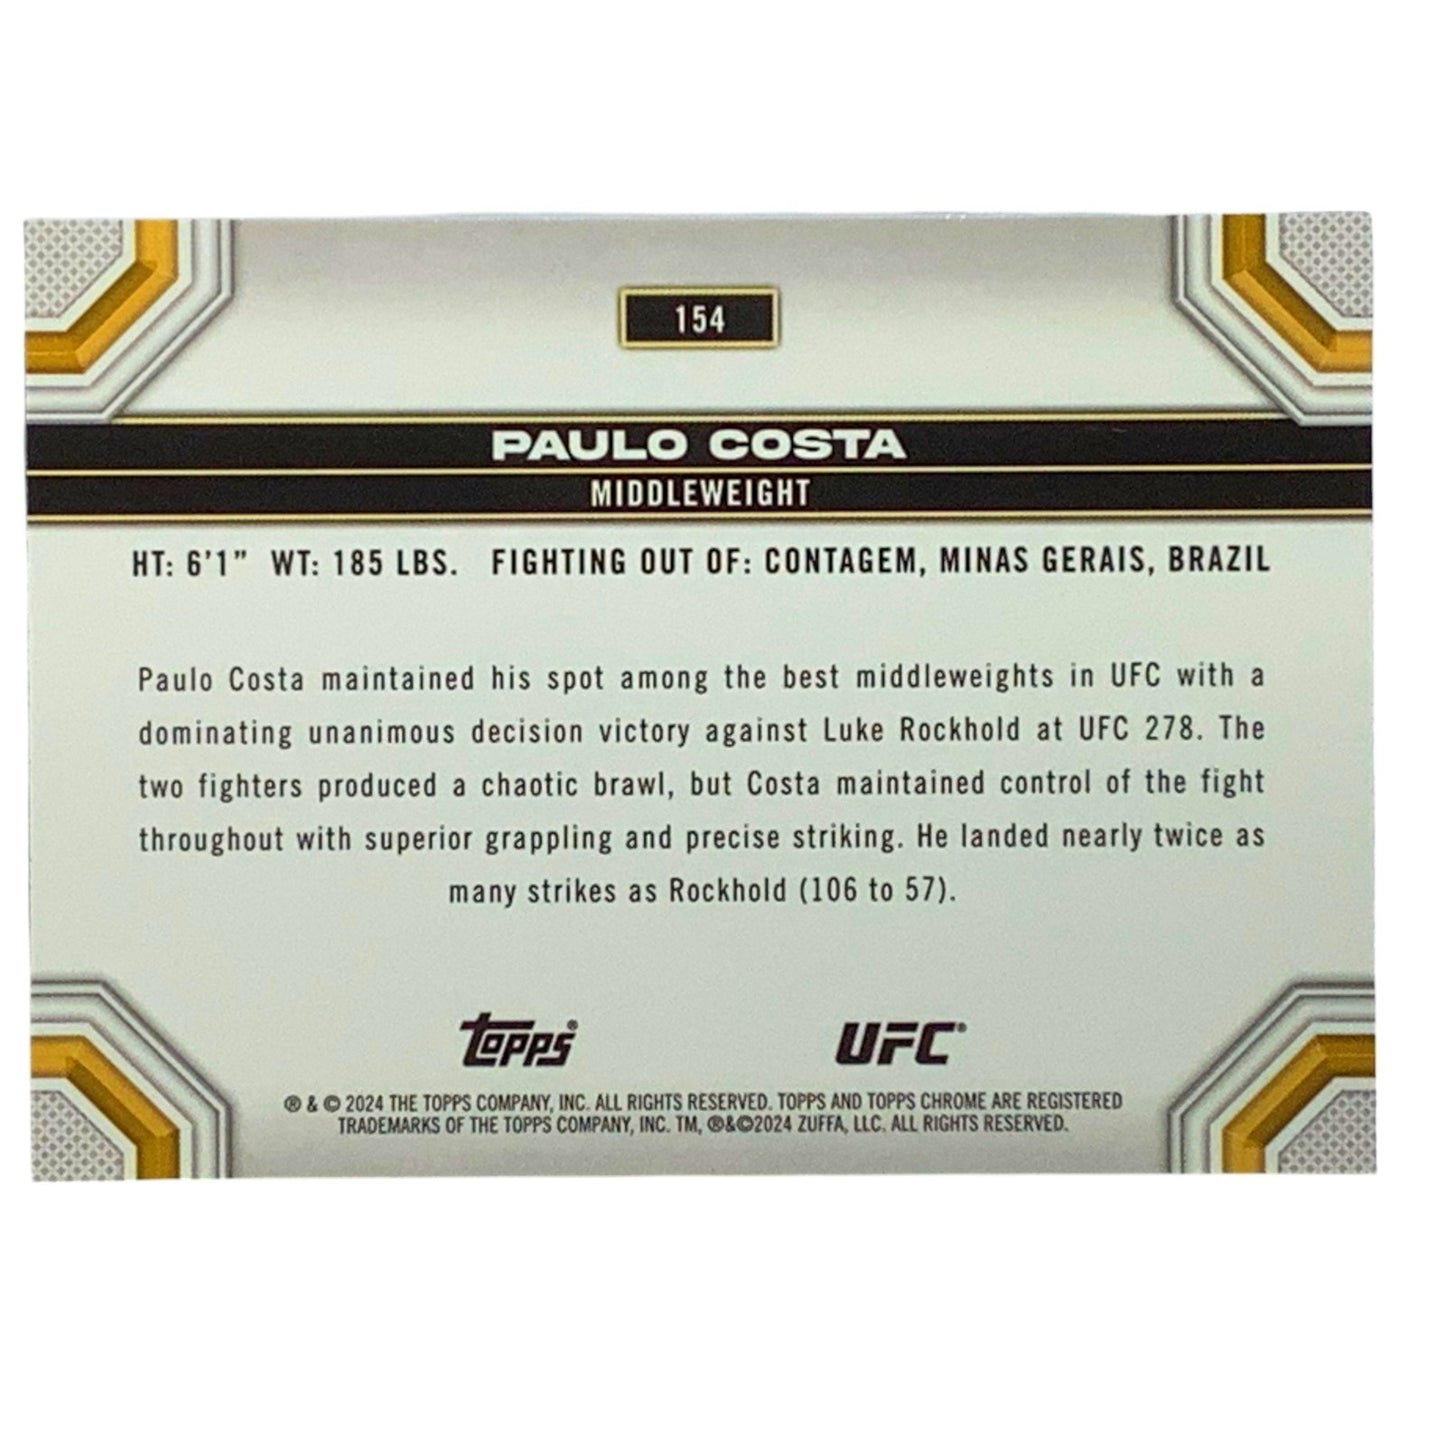 154
PAULO COSTA
MIDDLEWEIGHT
HT: 6'1" WT: 185 LBS. FIGHTING OUT OF: CONTAGEM, MINAS GERAIS, BRAZIL
Paulo Costa maintained his spot among the best middleweights in UFC with a
dominating unanimous decision victory against Luke Rockhold at UFC 278. The
two fighters produced a chaotic brawl, but Costa maintained control of the fight
throughout with superior grappling and precise striking. He landed nearly twice as
many strikes as Rockhold (106 to 57).
Topps® UFC®
® & © 2024 THE TOPPS COMPANY, INC. ALL RIGHTS RESERVED. TOPPS AND TOPPS CHROME ARE REGISTERED
TRADEMARKS OF THE TOPPS COMPANY, INC. TM, ®&©2024 ZUFFA, LLC. ALL RIGHTS RESERVED.